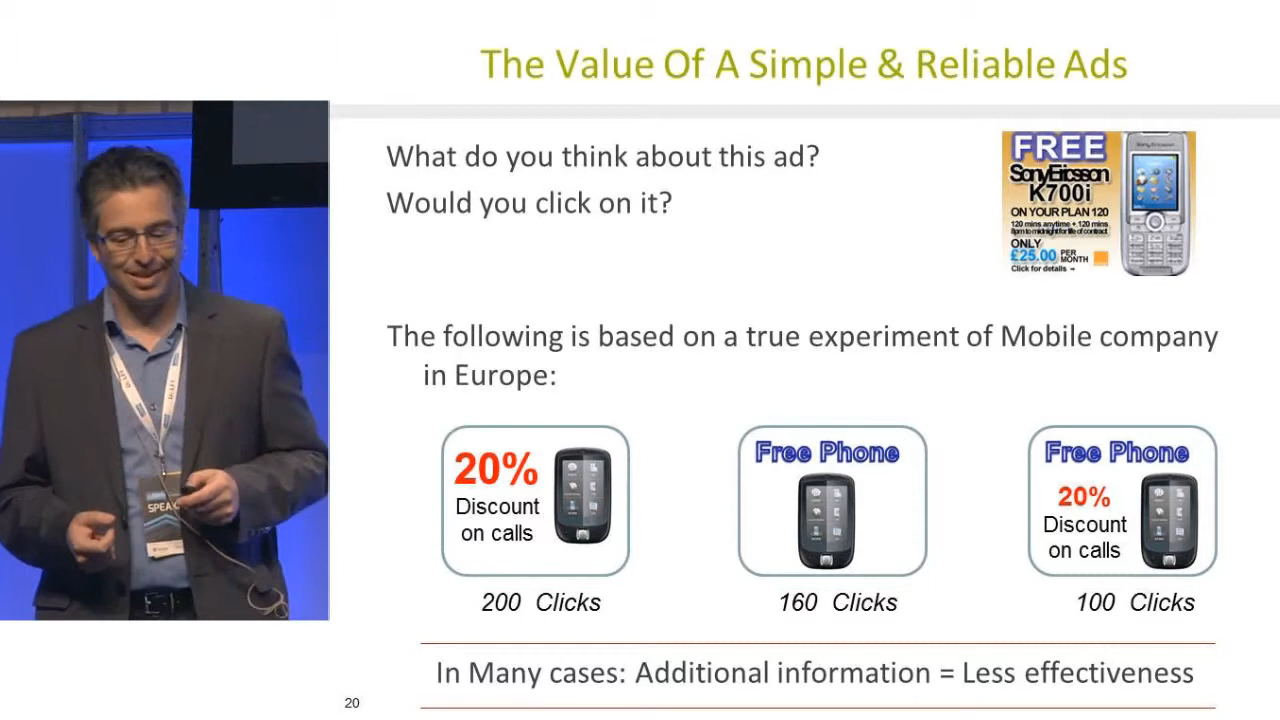 The Value Of A Simple & Reliable Ads
What do you think about this ad?
Would you click on it?
FREE
SonyEricsson
K700i
ON YOUR PLAN 120
120 mins anytime + 120 mins
8pm to midnight for life of contract.
ONLY
£25.00 PER MONTH
Click for details
Sony Ericsson
The following is based on a true experiment of Mobile company
in Europe:
20%
Discount
on calls
200 Clicks
Free Phone
160 Clicks
Free Phone
20%
Discount
on calls
100 Clicks
In Many cases: Additional information = Less effectiveness
20
SPEAK